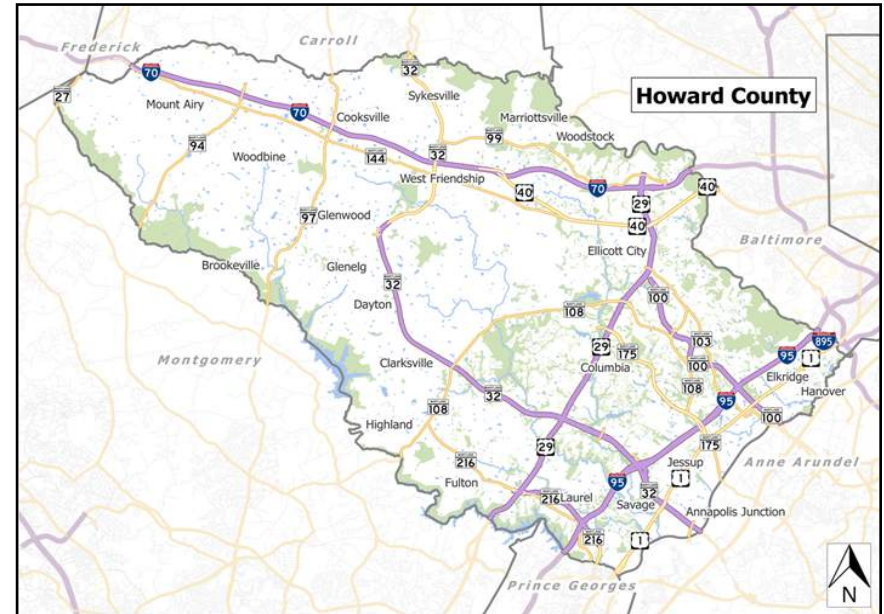 Carroll
Frederick
70
32
70
27
Mount Airy
Sykesville
Howard County
70
Cooksville
Marriottsville
Woodstock
94
99
144
32
Woodbine
West Friendship
40
70
40
29
97
Glenwood
40
Baltimore
Ellicott City
Brookeville
Glenelg
32
100
Dayton
108
29
103
895
175
95
1
Montgomery
Clarksville
Columbia
100
Elkridge
32
108
Hanover
108
95
100
Highland
29
175
216
Jessup
Anne Arundel
Fulton
95
1
216
Laurel
32
Savage
Annapolis Junction
216
1
Prince Georges
N